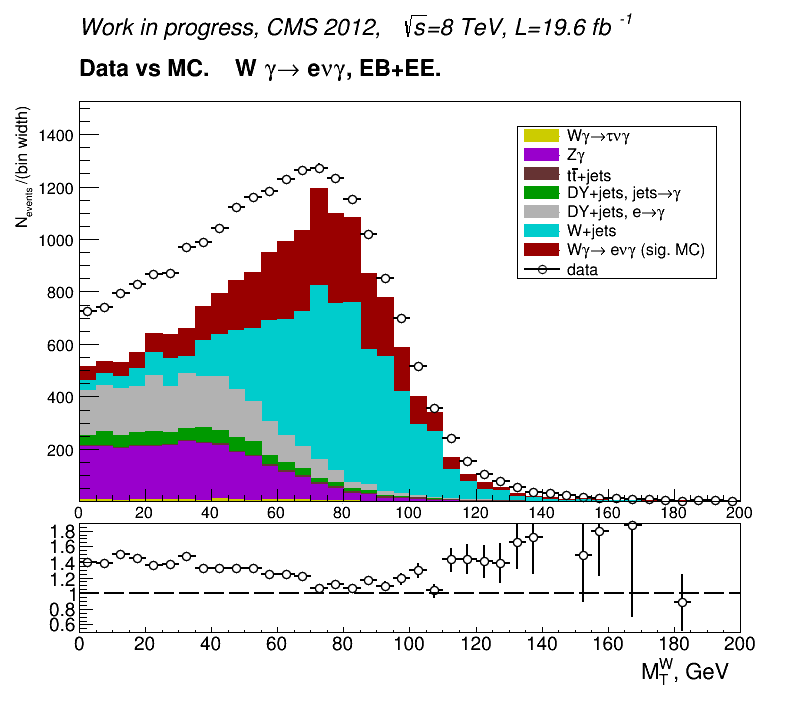 Work in progress, CMS 2012, √s=8 TeV, L=19.6 fb -1
Data vs MC. W γ→ eνγ, EB+EE.
N events /(bin width)
1400
1200
1000
800
600
400
200
Wγ→τνγ
Zγ
tt̄+jets
DY+jets, jets→γ
DY+jets, e→γ
W+jets
Wγ→ eνγ (sig. MC)
data
0 20 40 60 80 100 120 140 160 180 200
1.8
1.6
1.4
1.2
1
0.8
0.6
0 20 40 60 80 100 120 140 160 180 200
M_T^W, GeV